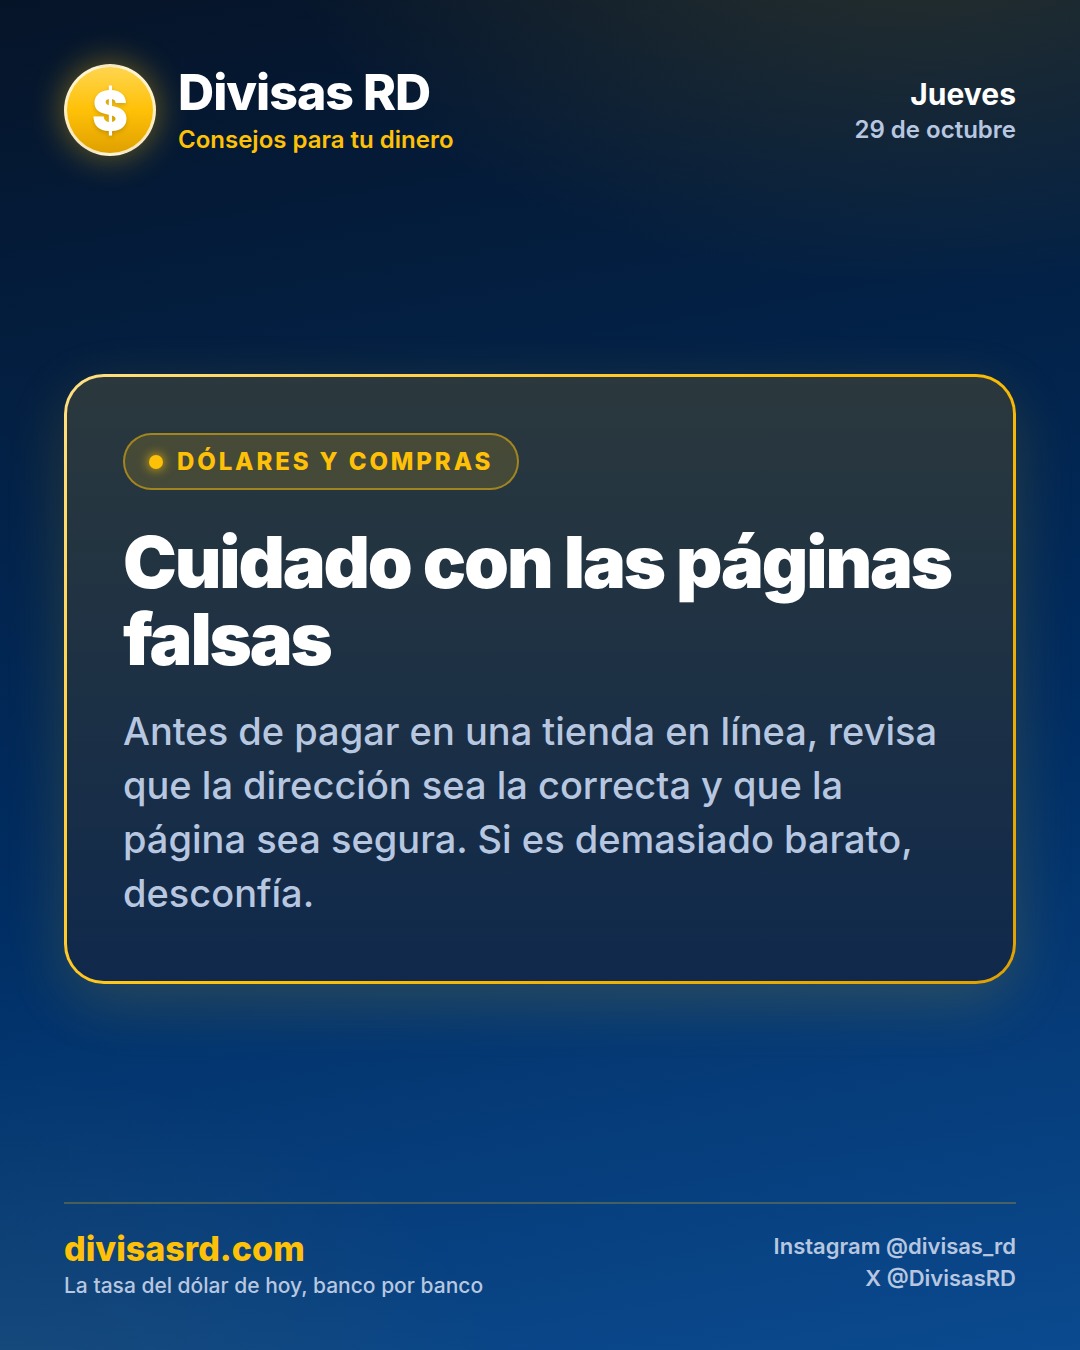 $
Divisas RD
Consejos para tu dinero
Jueves
29 de octubre
DÓLARES Y COMPRAS
Cuidado con las páginas
falsas
Antes de pagar en una tienda en línea, revisa
que la dirección sea la correcta y que la
página sea segura. Si es demasiado barato,
desconfía.
divisasrd.com
La tasa del dólar de hoy, banco por banco
Instagram @divisas_rd
X @DivisasRD